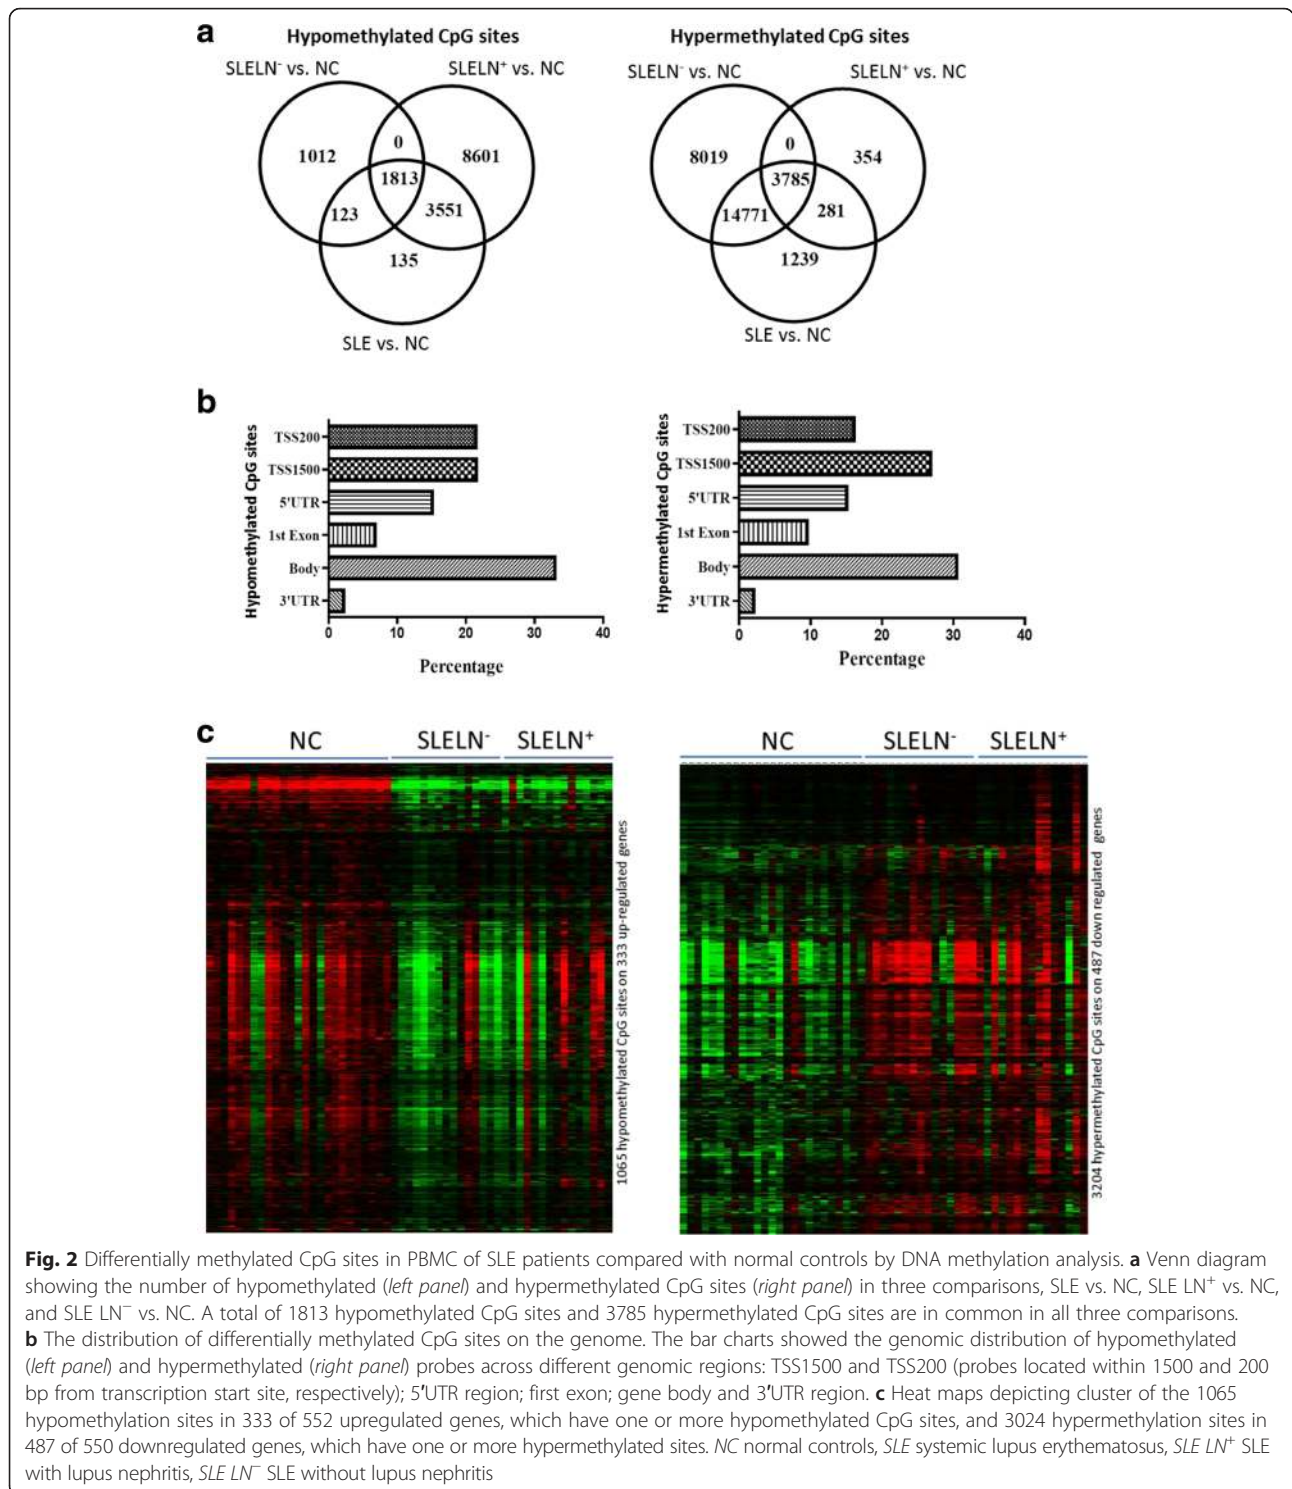 a
Hypomethylated CpG sites
SLELN⁻ vs. NC
SLELN⁺ vs. NC
0
1012
8601
1813
123
3551
135
SLE vs. NC
Hypermethylated CpG sites
SLELN⁻ vs. NC
SLELN⁺ vs. NC
0
8019
354
3785
14771
281
1239
SLE vs. NC
b
Hypomethylated CpG sites
TSS200
TSS1500
5'UTR
1st Exon
Body
3'UTR
0 10 20 30 40
Percentage
Hypermethylated CpG sites
TSS200
TSS1500
5'UTR
1st Exon
Body
3'UTR
0 10 20 30 40
Percentage
c
NC SLELN⁻ SLELN⁺
1065 hypomethylated CpG sites on 333 up-regulated genes
NC SLELN⁻ SLELN⁺
3204 hypermethylated CpG sites on 487 down regulated genes
Fig. 2 Differentially methylated CpG sites in PBMC of SLE patients compared with normal controls by DNA methylation analysis. a Venn diagram
showing the number of hypomethylated (left panel) and hypermethylated CpG sites (right panel) in three comparisons, SLE vs. NC, SLE LN⁺ vs. NC,
and SLE LN⁻ vs. NC. A total of 1813 hypomethylated CpG sites and 3785 hypermethylated CpG sites are in common in all three comparisons.
b The distribution of differentially methylated CpG sites on the genome. The bar charts showed the genomic distribution of hypomethylated
(left panel) and hypermethylated (right panel) probes across different genomic regions: TSS1500 and TSS200 (probes located within 1500 and 200
bp from transcription start site, respectively); 5′UTR region; first exon; gene body and 3′UTR region. c Heat maps depicting cluster of the 1065
hypomethylation sites in 333 of 552 upregulated genes, which have one or more hypomethylated CpG sites, and 3024 hypermethylation sites in
487 of 550 downregulated genes, which have one or more hypermethylated sites. NC normal controls, SLE systemic lupus erythematosus, SLE LN⁺ SLE
with lupus nephritis, SLE LN⁻ SLE without lupus nephritis